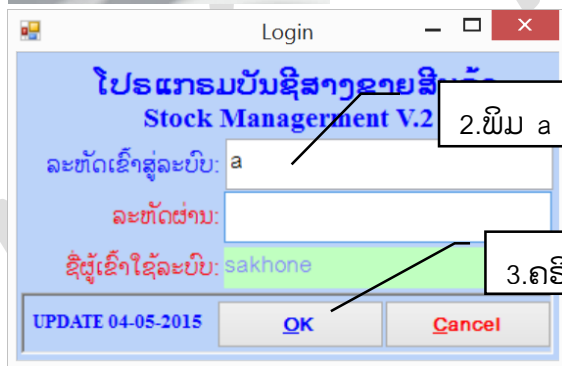 Login
ໂປຣແກຣມບັນຊີສາງຂາຍ
Stock Managerment V.2
2.ພິມ a
ລະຫັດເຂົ້າສູ່ລະບົບ: a
ລະຫັດຜ່ານ:
ຊື່ຜູ້ເຂົ້າໃຊ້ລະບົບ: sakhone
3.ຄຣີ
UPDATE 04-05-2015 OK Cancel